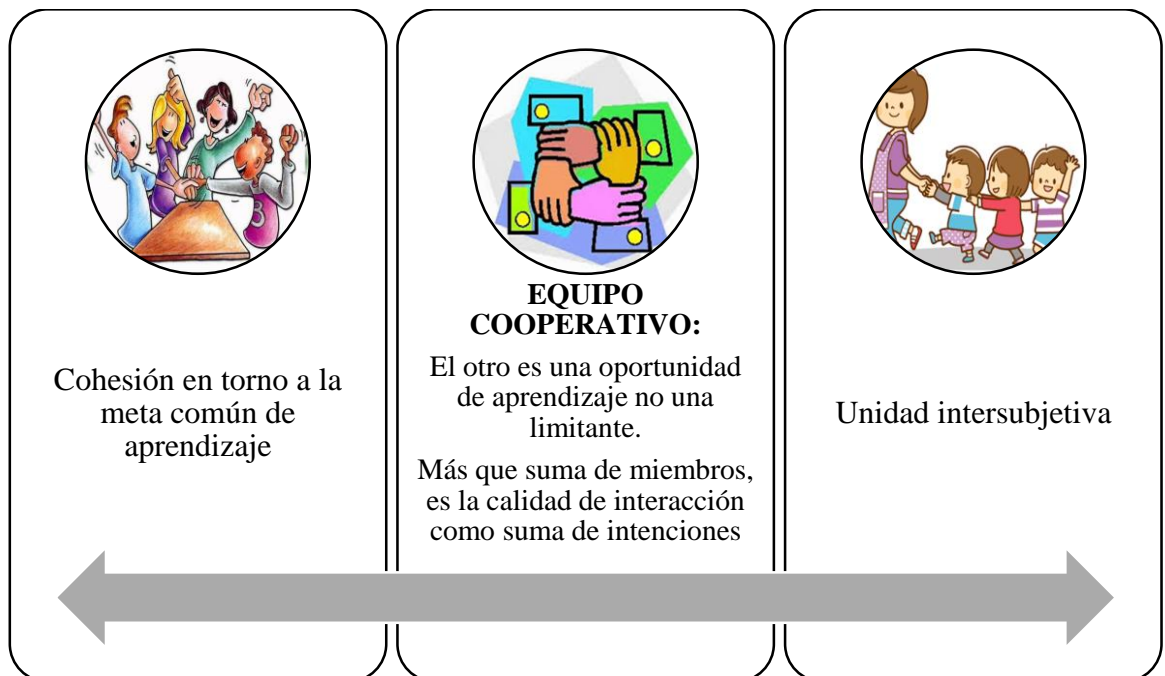 Cohesión en torno a la
meta común de
aprendizaje
EQUIPO
COOPERATIVO:
El otro es una oportunidad
de aprendizaje no una
limitante.
Más que suma de miembros,
es la calidad de interacción
como suma de intenciones
Unidad intersubjetiva
3